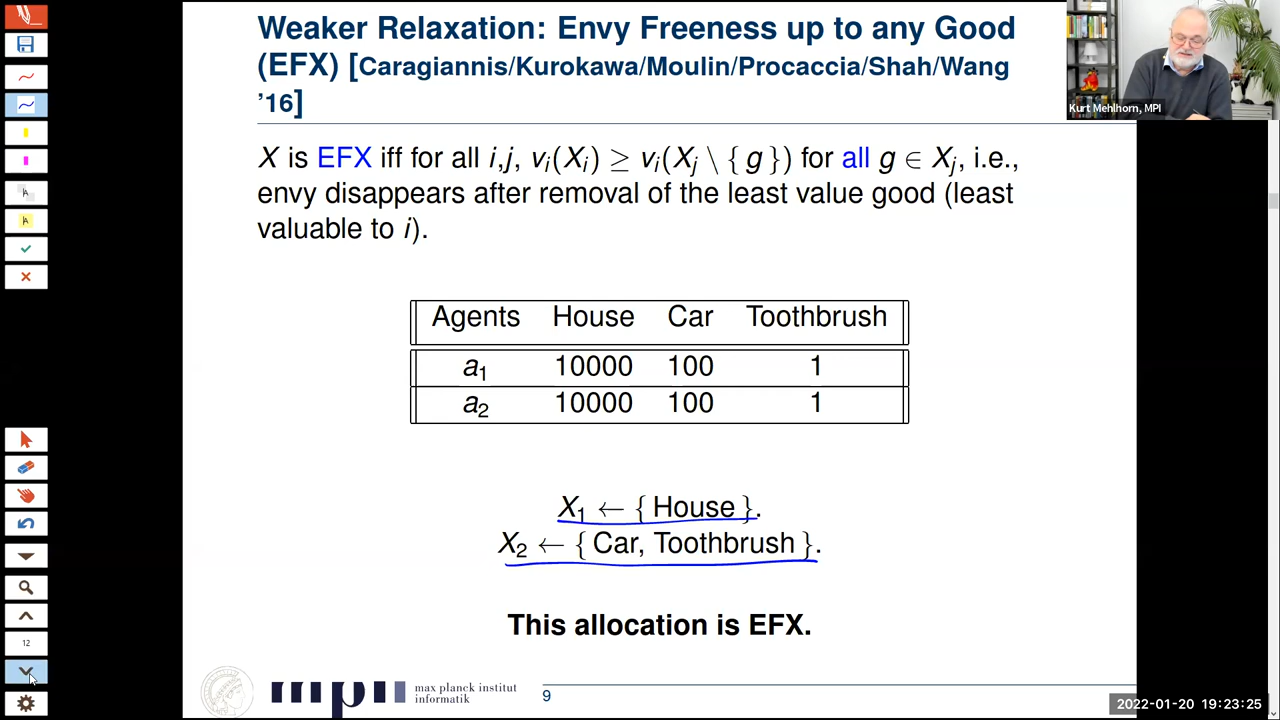 Weaker Relaxation: Envy Freeness up to any Good
(EFX) [Caragiannis/Kurokawa/Moulin/Procaccia/Shah/Wang
’16]
Kurt Mehlhorn, MPI
X is EFX iff for all i,j, vᵢ(Xᵢ) ≥ vᵢ(Xⱼ \ { g }) for all g ∈ Xⱼ, i.e.,
envy disappears after removal of the least value good (least
valuable to i).
Agents House Car Toothbrush
a₁ 10000 100 1
a₂ 10000 100 1
X₁ ← { House }.
X₂ ← { Car, Toothbrush }.
This allocation is EFX.
12
max planck institut
informatik
9
2022-01-20 19:23:25